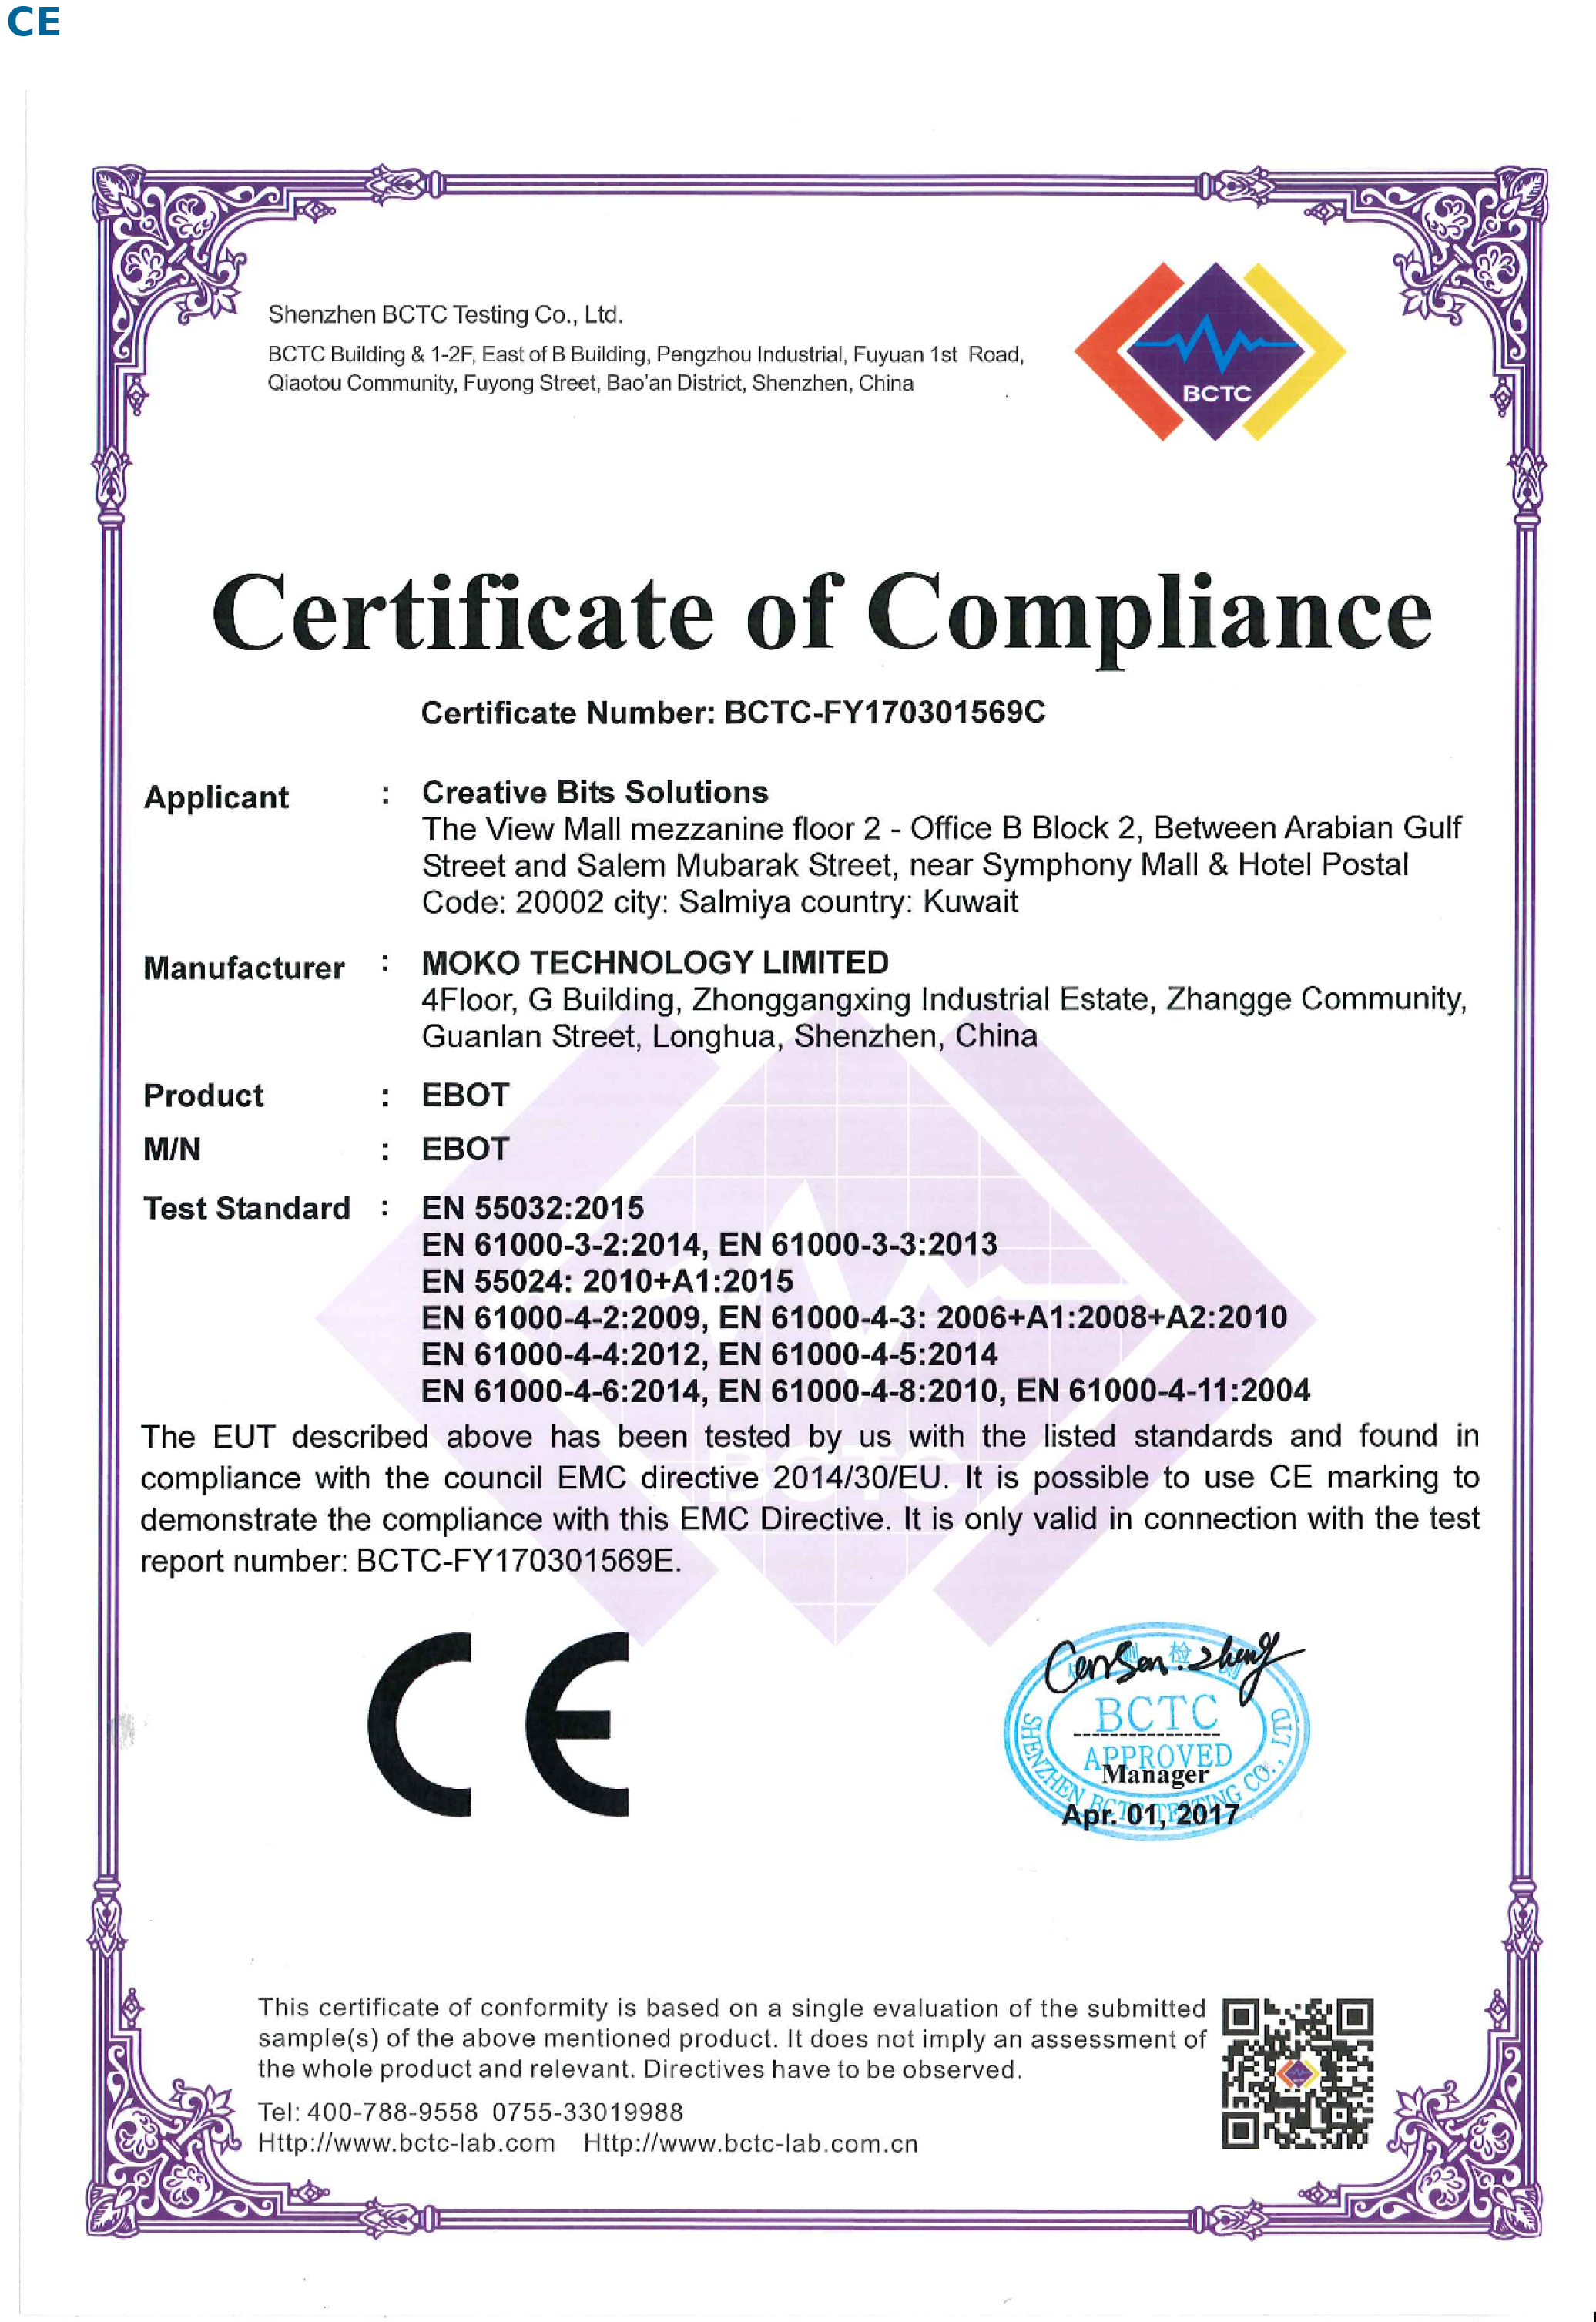 CE
Shenzhen BCTC Testing Co., Ltd.
BCTC Building & 1-2F, East of B Building, Pengzhou Industrial, Fuyuan 1st Road,
Qiaotou Community, Fuyong Street, Bao'an District, Shenzhen, China
BCTC
Certificate of Compliance
Certificate Number: BCTC-FY170301569C
Applicant : Creative Bits Solutions
The View Mall mezzanine floor 2 - Office B Block 2, Between Arabian Gulf
Street and Salem Mubarak Street, near Symphony Mall & Hotel Postal
Code: 20002 city: Salmiya country: Kuwait
Manufacturer : MOKO TECHNOLOGY LIMITED
4Floor, G Building, Zhonggangxing Industrial Estate, Zhangge Community,
Guanlan Street, Longhua, Shenzhen, China
Product : EBOT
M/N : EBOT
Test Standard : EN 55032:2015
EN 61000-3-2:2014, EN 61000-3-3:2013
EN 55024: 2010+A1:2015
EN 61000-4-2:2009, EN 61000-4-3: 2006+A1:2008+A2:2010
EN 61000-4-4:2012, EN 61000-4-5:2014
EN 61000-4-6:2014, EN 61000-4-8:2010, EN 61000-4-11:2004
The EUT described above has been tested by us with the listed standards and found in
compliance with the council EMC directive 2014/30/EU. It is possible to use CE marking to
demonstrate the compliance with this EMC Directive. It is only valid in connection with the test
report number: BCTC-FY170301569E.
CE
BCTC
APPROVED
SHENZHEN BCTC TESTING CO., LTD
Manager
Apr. 01, 2017
This certificate of conformity is based on a single evaluation of the submitted
sample(s) of the above mentioned product. It does not imply an assessment of
the whole product and relevant. Directives have to be observed.
Tel: 400-788-9558 0755-33019988
Http://www.bctc-lab.com Http://www.bctc-lab.com.cn